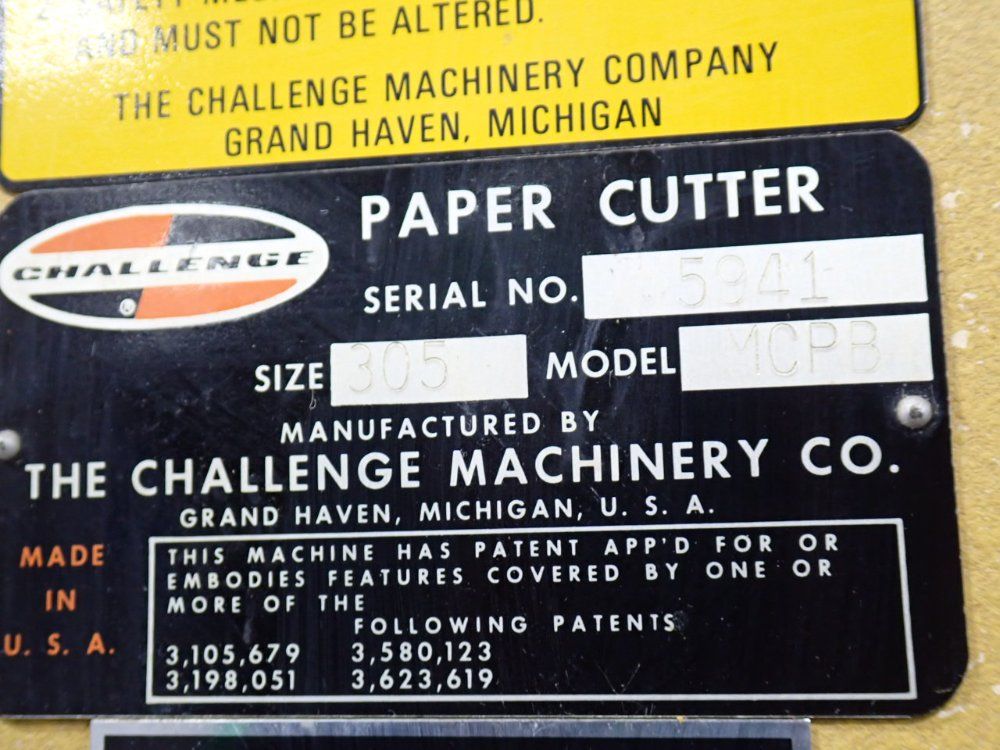 AND MUST NOT BE ALTERED.
THE CHALLENGE MACHINERY COMPANY
GRAND HAVEN, MICHIGAN
CHALLENGE
PAPER CUTTER
SERIAL NO. 5941
SIZE 305 MODEL MCPB
MANUFACTURED BY
THE CHALLENGE MACHINERY CO.
GRAND HAVEN, MICHIGAN, U. S. A.
MADE
IN
U. S. A.
THIS MACHINE HAS PATENT APP'D FOR OR
EMBODIES FEATURES COVERED BY ONE OR
MORE OF THE
FOLLOWING PATENTS
3,105,679 3,580,123
3,198,051 3,623,619